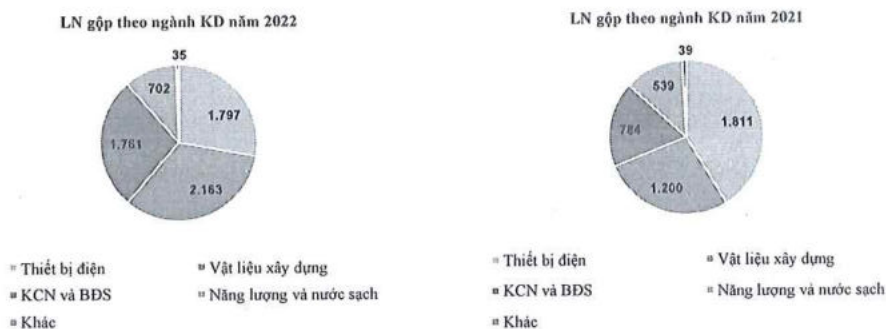 LN gộp theo ngành KD năm 2022
35
702
1.797
1.761
2.163
Thiết bị điện
Vật liệu xây dựng
KCN và BĐS
Năng lượng và nước sạch
Khác
LN gộp theo ngành KD năm 2021
39
539
1.811
784
1.200
Thiết bị điện
Vật liệu xây dựng
KCN và BĐS
Năng lượng và nước sạch
Khác